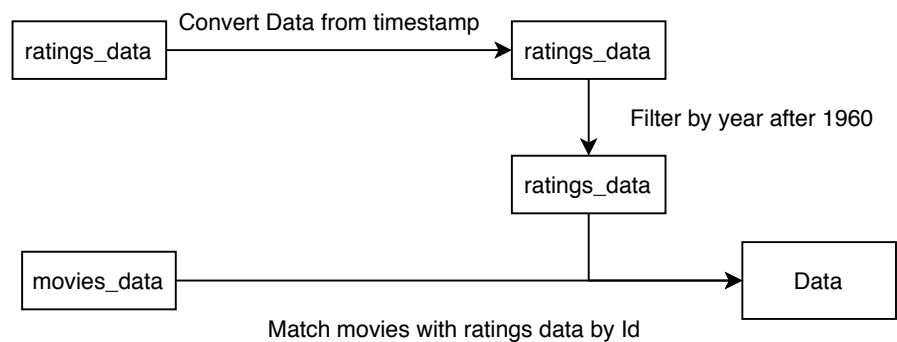 Convert Data from timestamp
ratings_data
ratings_data
Filter by year after 1960
ratings_data
movies_data
Data
Match movies with ratings data by Id